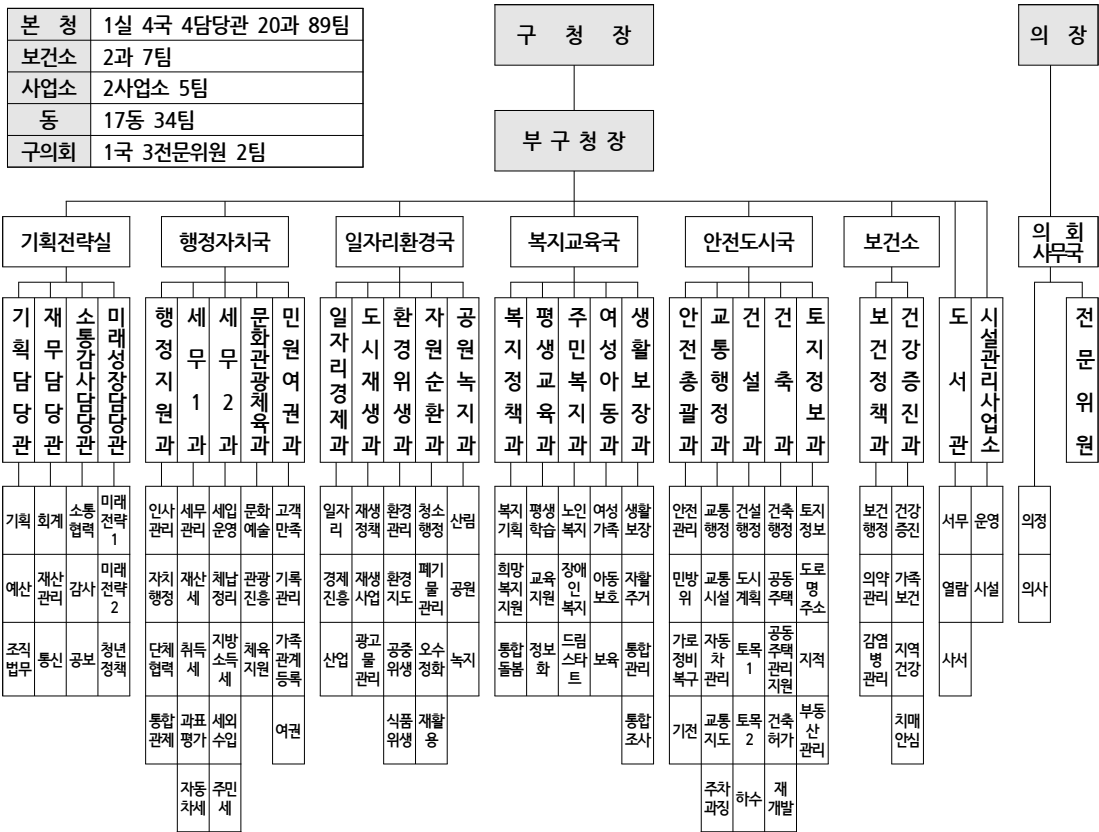 본 청 1실 4국 4담당관 20과 89팀
보건소 2과 7팀
사업소 2사업소 5팀
동 17동 34팀
구의회 1국 3전문위원 2팀
구 청 장
의 장
부 구 청 장
기획전략실 행정자치국 일자리환경국 복지교육국 안전도시국 보건소
의 회
사무국
기획담당관
재무담당관
소통감사담당관
미래성장담당관
행정지원과
세무1과
세무2과
문화관광체육과
민원여권과
일자리경제과
도시재생과
환경위생과
자원순환과
공원녹지과
복지정책과
평생교육과
주민복지과
여성아동과
생활보장과
안전총괄과
교통행정과
건설과
건축과
토지정보과
보건정책과
건강증진과
도서관
시설관리사업소
전문위원
기획
예산
조직
법무
회계
재산
관리
통신
소통
협력
감사
공보
미래
전략
1
미래
전략
2
청년
정책
인사
관리
자치
행정
단체
협력
통합
관제
세무
관리
재산
세
취득
세
과표
평가
자동
차세
세입
운영
체납
정리
지방
소득
세
세외
수입
주민
세
문화
예술
관광
진흥
체육
지원
고객
만족
기록
관리
가족
관계
등록
여권
일자
리
경제
진흥
산업
재생
정책
재생
사업
광고
물
관리
환경
관리
환경
지도
공중
위생
식품
위생
청소
행정
폐기
물
관리
오수
정화
재활
용
산림
공원
녹지
복지
기획
희망
복지
지원
통합
돌봄
평생
학습
교육
지원
정보
화
노인
복지
장애
인
복지
드림
스타
트
여성
가족
아동
보호
보육
생활
보장
자활
주거
통합
관리
통합
조사
안전
관리
민방
위
가로
정비
복구
기전
교통
행정
교통
시설
자동
차
관리
교통
지도
주차
과징
건설
행정
도시
계획
토목
1
토목
2
하수
건축
행정
공동
주택
공동
주택
관리
지원
건축
허가
재
개발
토지
정보
도로
명
주소
지적
부동
산
관리
보건
행정
의약
관리
감염
병
관리
건강
증진
가족
보건
지역
건강
치매
안심
서무
열람
사서
운영
시설
의정
의사